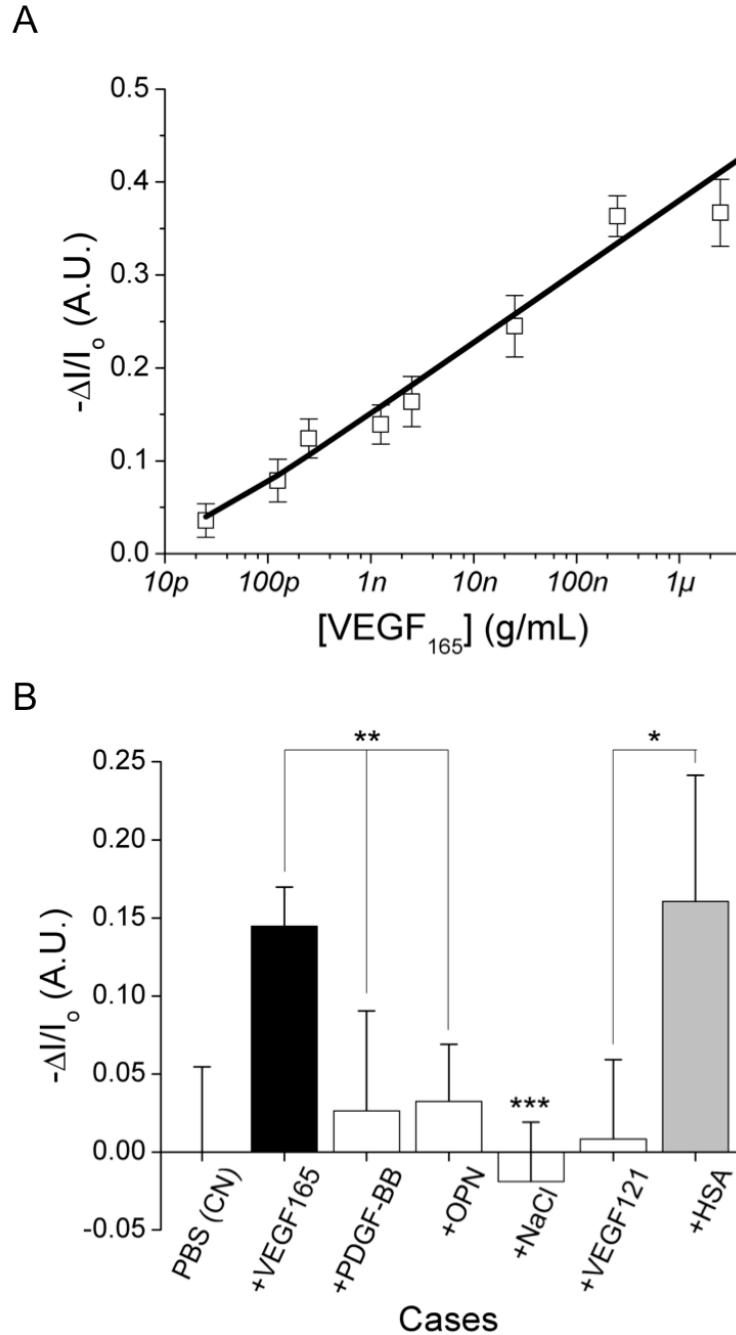 A
0.5
0.4
0.3
0.2
0.1
0.0
-ΔI/Io (A.U.)
10p 100p 1n 10n 100n 1µ
[VEGF165] (g/mL)
B
0.25
0.20
0.15
0.10
0.05
0.00
-0.05
-ΔI/Io (A.U.)
** *
***
PBS (CN) +VEGF165 +PDGF-BB +OPN +NaCl +VEGF121 +HSA
Cases